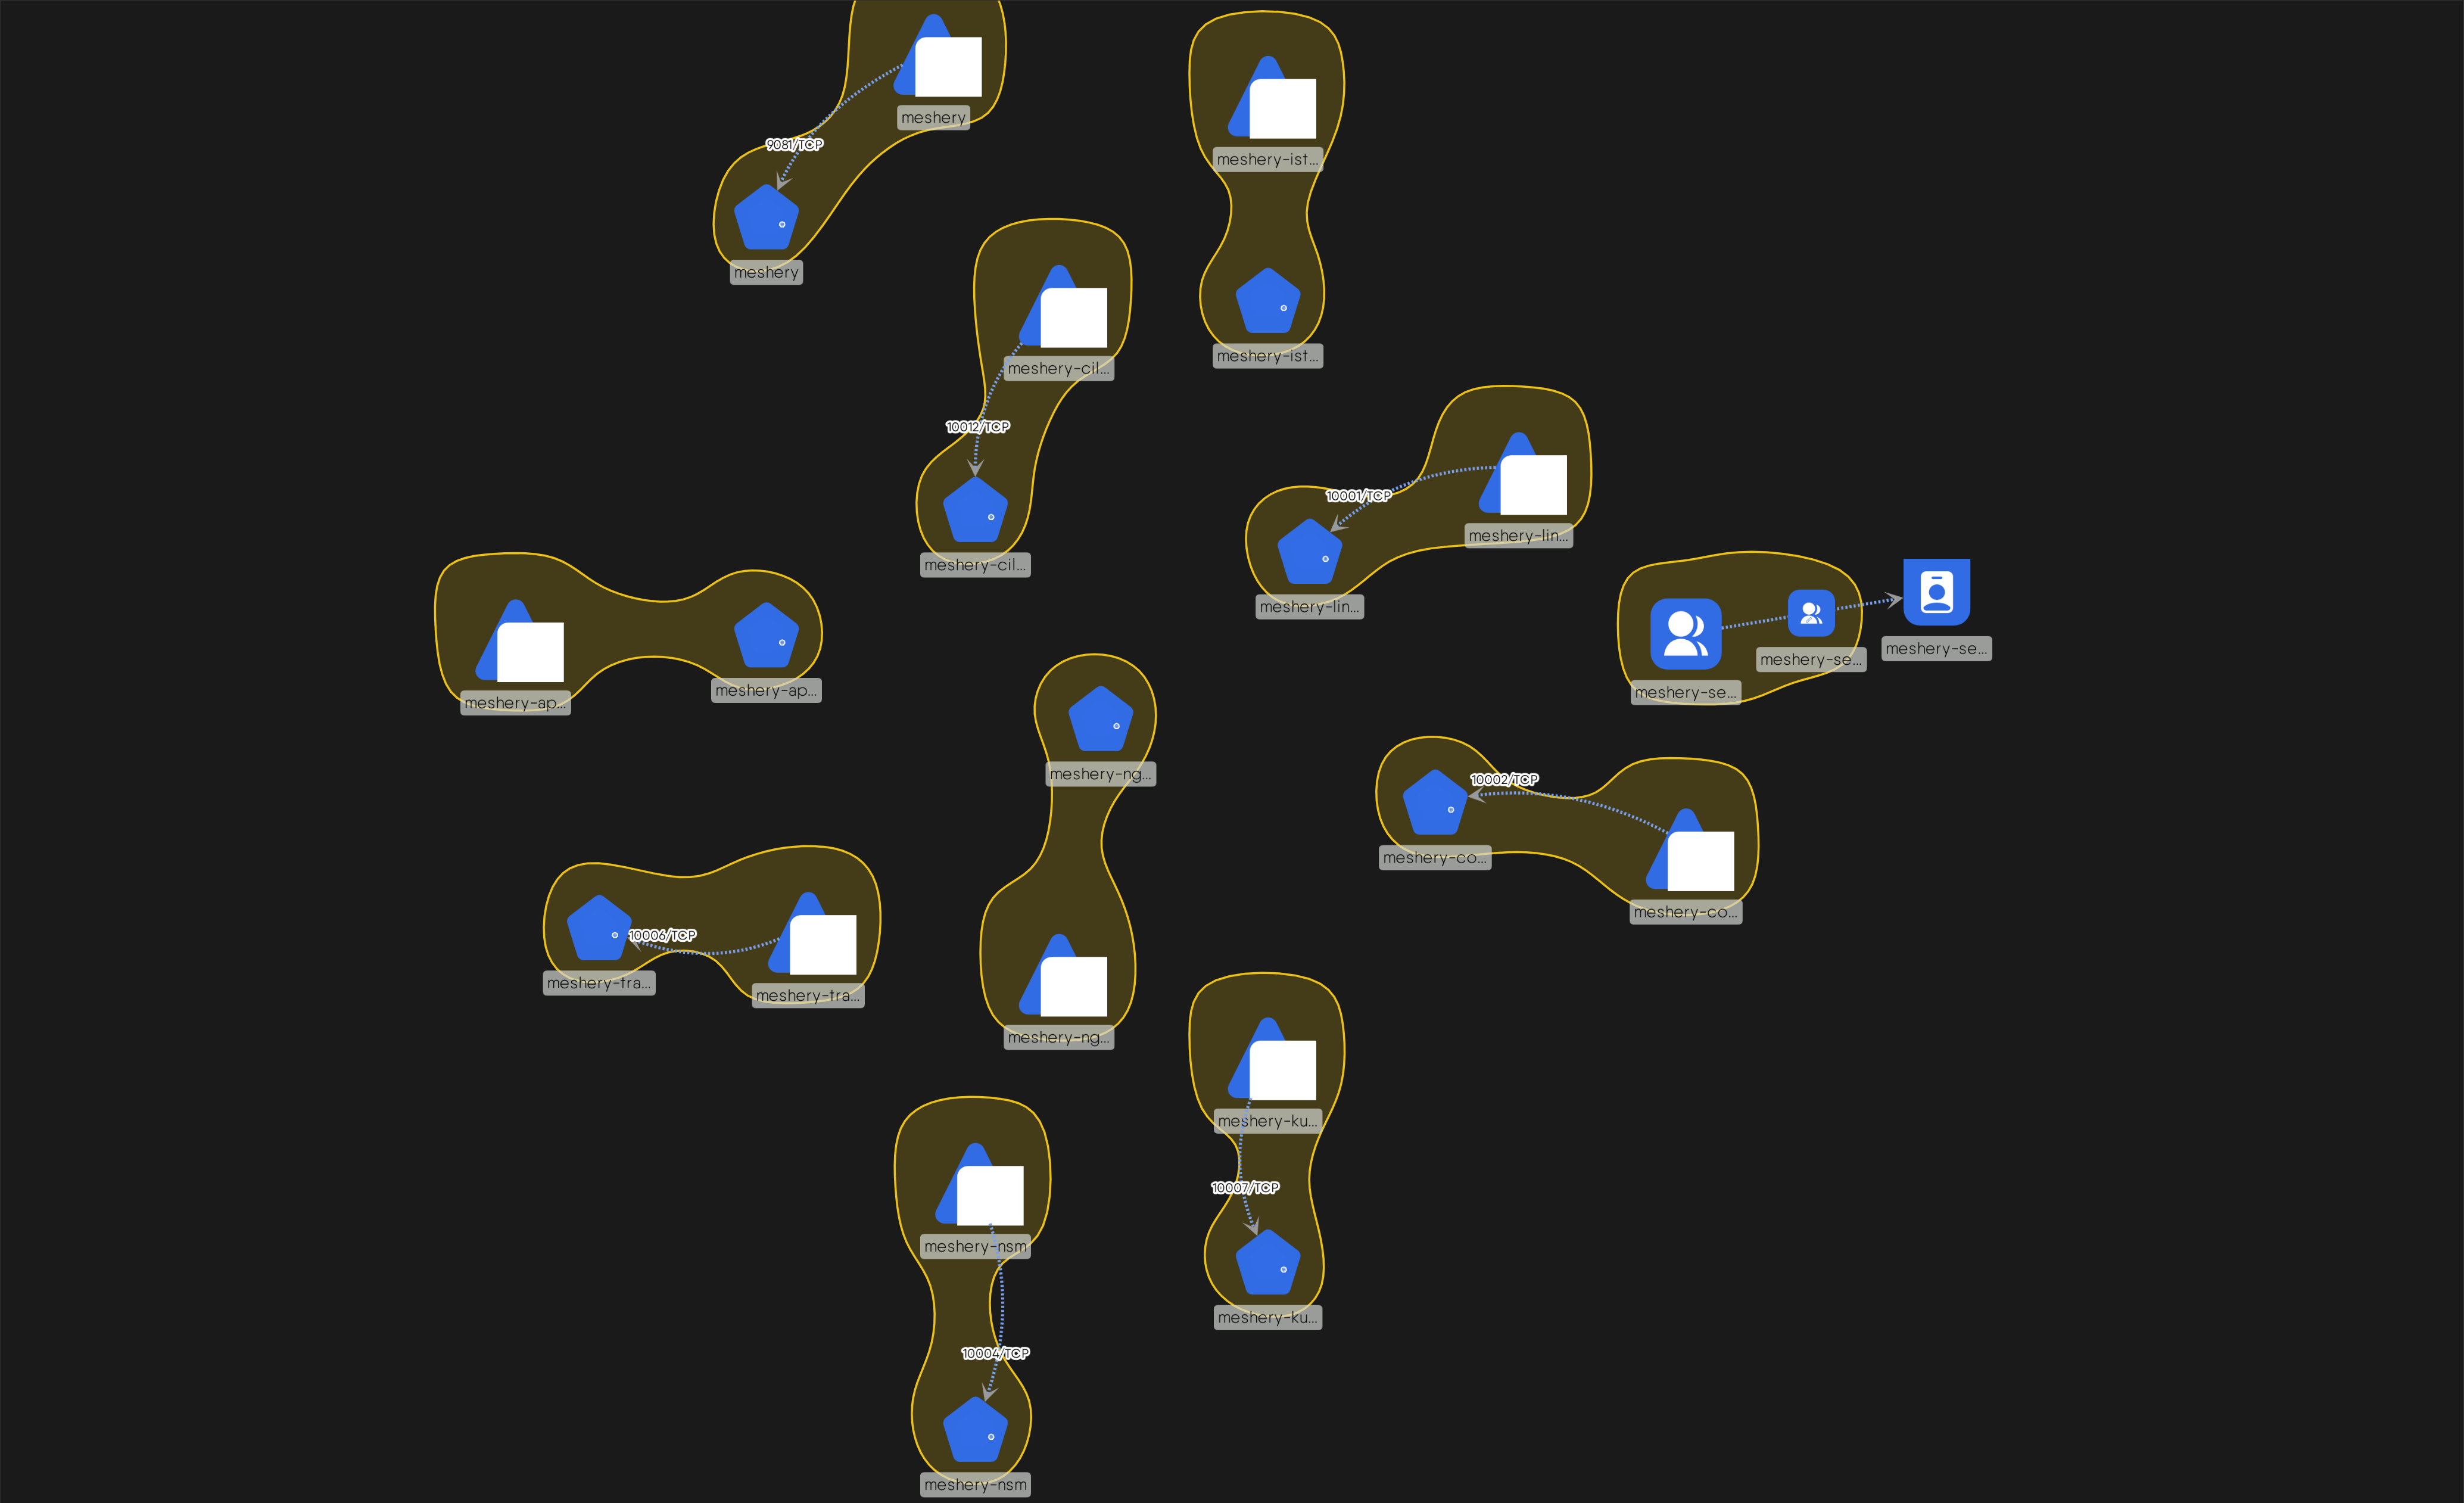 meshery
9081/TCP
meshery
meshery-ist...
meshery-ist...
meshery-cil...
10012/TCP
meshery-cil...
10001/TCP
meshery-lin...
meshery-lin...
meshery-ap...
meshery-ap...
meshery-se...
meshery-se...
meshery-se...
meshery-ng...
meshery-ng...
10002/TCP
meshery-co...
meshery-co...
10006/TCP
meshery-tra...
meshery-tra...
meshery-ku...
10007/TCP
meshery-ku...
meshery-nsm
10004/TCP
meshery-nsm